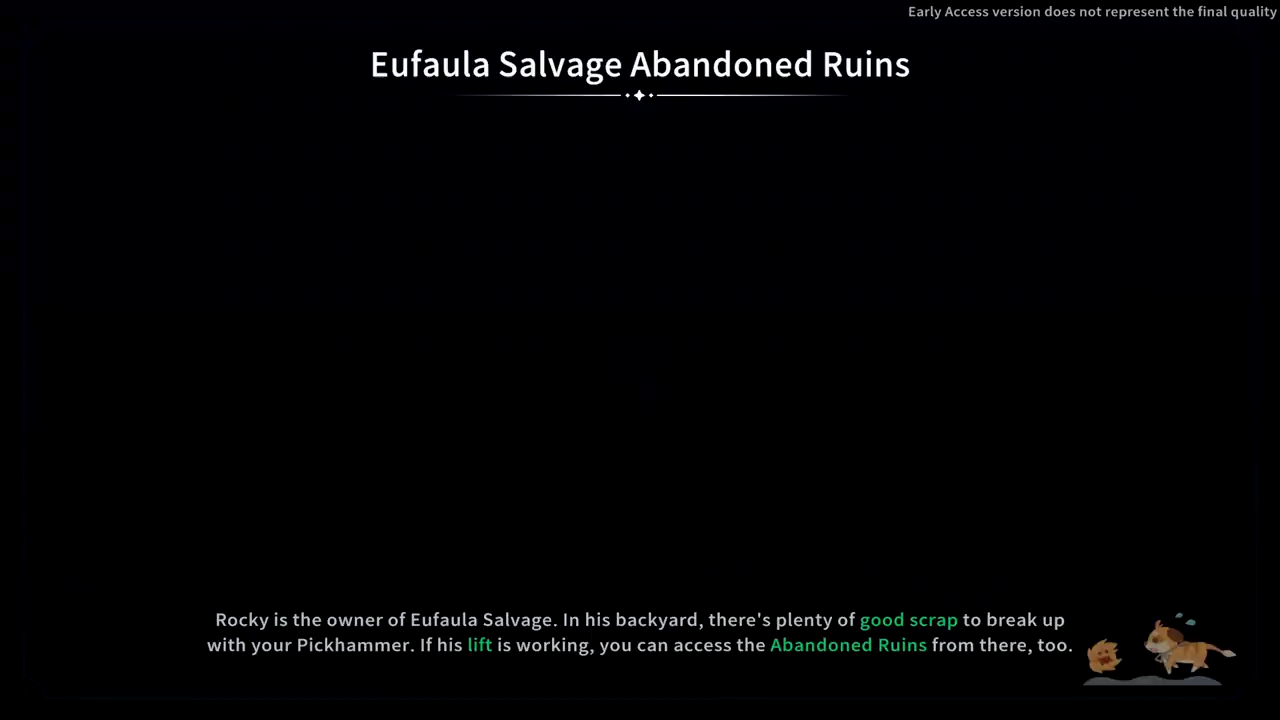 Early Access version does not represent the final quality
Eufaula Salvage Abandoned Ruins
Rocky is the owner of Eufaula Salvage. In his backyard, there's plenty of good scrap to break up
with your Pickhammer. If his lift is working, you can access the Abandoned Ruins from there, too.